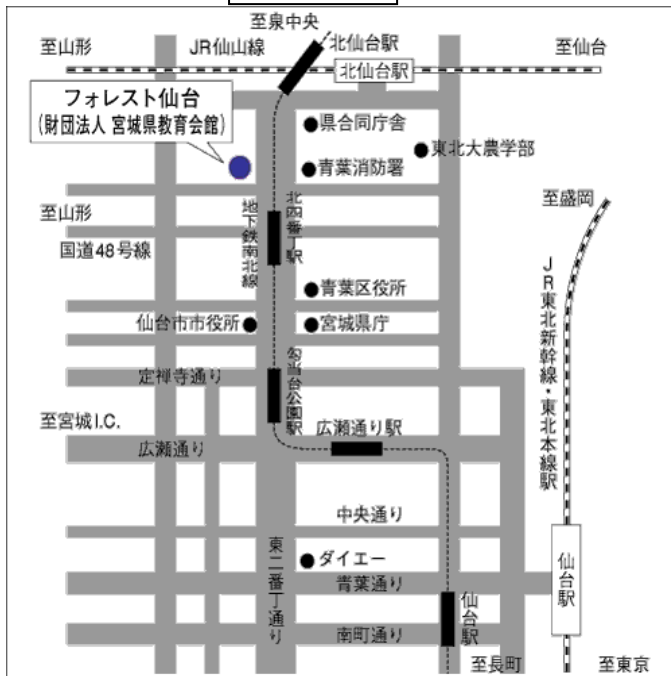 至泉中央
至山形
JR仙山線
北仙台駅
至仙台
北仙台駅
フォレスト仙台
(財団法人 宮城県教育会館)
県合同庁舎
東北大農学部
青葉消防署
至山形
至盛岡
国道48号線
地下鉄南北線
北四番丁駅
青葉区役所
仙台市市役所
宮城県庁
JR東北新幹線・東北本線駅
定禅寺通り
勾当台公園駅
至宮城I.C.
広瀬通り駅
広瀬通り
中央通り
東二番丁通り
ダイエー
青葉通り
仙台駅
仙台駅
南町通り
至長町
至東京